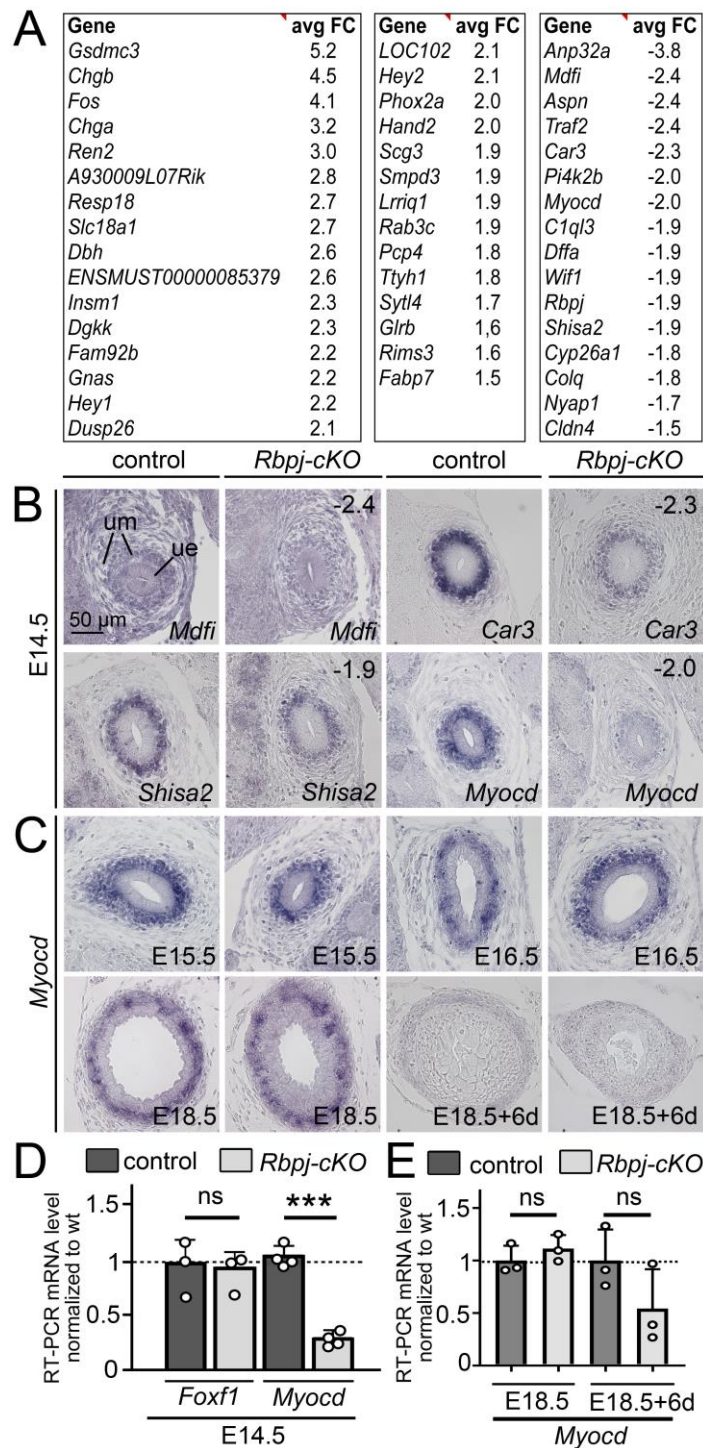 A
Gene avg FC
Gsdmc3 5.2
Chgb 4.5
Fos 4.1
Chga 3.2
Ren2 3.0
A930009L07Rik 2.8
Resp18 2.7
Slc18a1 2.7
Dbh 2.6
ENSMUST00000085379 2.6
Insm1 2.3
Dgkk 2.3
Fam92b 2.2
Gnas 2.2
Hey1 2.2
Dusp26 2.1
Gene avg FC
LOC102 2.1
Hey2 2.1
Phox2a 2.0
Hand2 2.0
Scg3 1.9
Smpd3 1.9
Lrriq1 1.9
Rab3c 1.9
Pcp4 1.8
Ttyh1 1.8
Sytl4 1.7
Glrb 1,6
Rims3 1.6
Fabp7 1.5
Gene avg FC
Anp32a -3.8
Mdfi -2.4
Aspn -2.4
Traf2 -2.4
Car3 -2.3
Pi4k2b -2.0
Myocd -2.0
C1ql3 -1.9
Dffa -1.9
Wif1 -1.9
Rbpj -1.9
Shisa2 -1.9
Cyp26a1 -1.8
Colq -1.8
Nyap1 -1.7
Cldn4 -1.5
control Rbpj-cKO control Rbpj-cKO
B
E14.5
um
ue
50 µm
Mdfi
-2.4
Mdfi
Car3
-2.3
Car3
Shisa2
-1.9
Shisa2
Myocd
-2.0
Myocd
C
Myocd
E15.5 E15.5 E16.5 E16.5
E18.5 E18.5 E18.5+6d E18.5+6d
D
control Rbpj-cKO
RT-PCR mRNA level
normalized to wt
1.5
1
0.5
0
ns
***
Foxf1 Myocd
E14.5
E
control Rbpj-cKO
RT-PCR mRNA level
normalized to wt
1.5
1
0.5
0
ns
ns
E18.5 E18.5+6d
Myocd